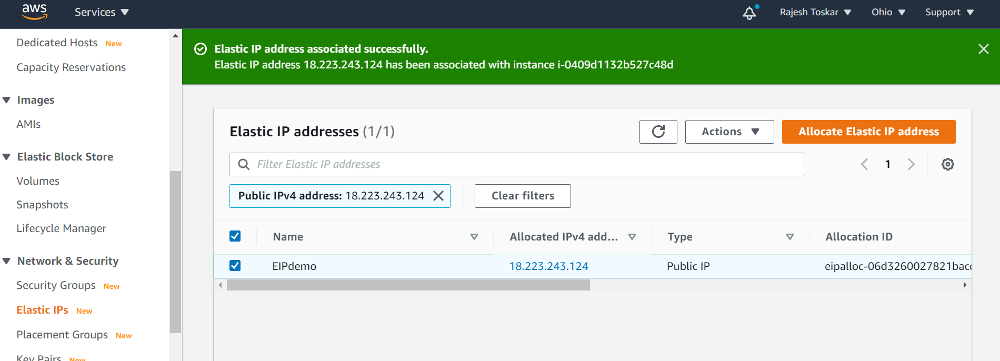 aws Services Rajesh Toskar Ohio Support
Dedicated Hosts New
Capacity Reservations
Images
AMIs
Elastic Block Store
Volumes
Snapshots
Lifecycle Manager
Network & Security
Security Groups New
Elastic IPs New
Placement Groups New
Key Pairs New
Elastic IP address associated successfully.
Elastic IP address 18.223.243.124 has been associated with instance i-0409d1132b527c48d
Elastic IP addresses (1/1) Actions Allocate Elastic IP address
Filter Elastic IP addresses 1
Public IPv4 address: 18.223.243.124 Clear filters
Name Allocated IPv4 add... Type Allocation ID
EIPdemo 18.223.243.124 Public IP eipalloc-06d3260027821bac